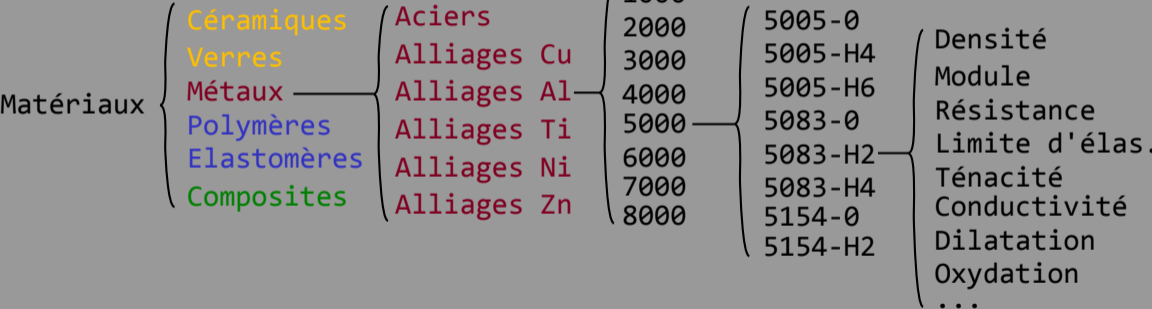 Matériaux
Céramiques
Verres
Métaux
Polymères
Elastomères
Composites
Aciers
Alliages Cu
Alliages Al
Alliages Ti
Alliages Ni
Alliages Zn
2000
3000
4000
5000
6000
7000
8000
5005-0
5005-H4
5005-H6
5083-0
5083-H2
5083-H4
5154-0
5154-H2
Densité
Module
Résistance
Limite d'élas.
Ténacité
Conductivité
Dilatation
Oxydation
...